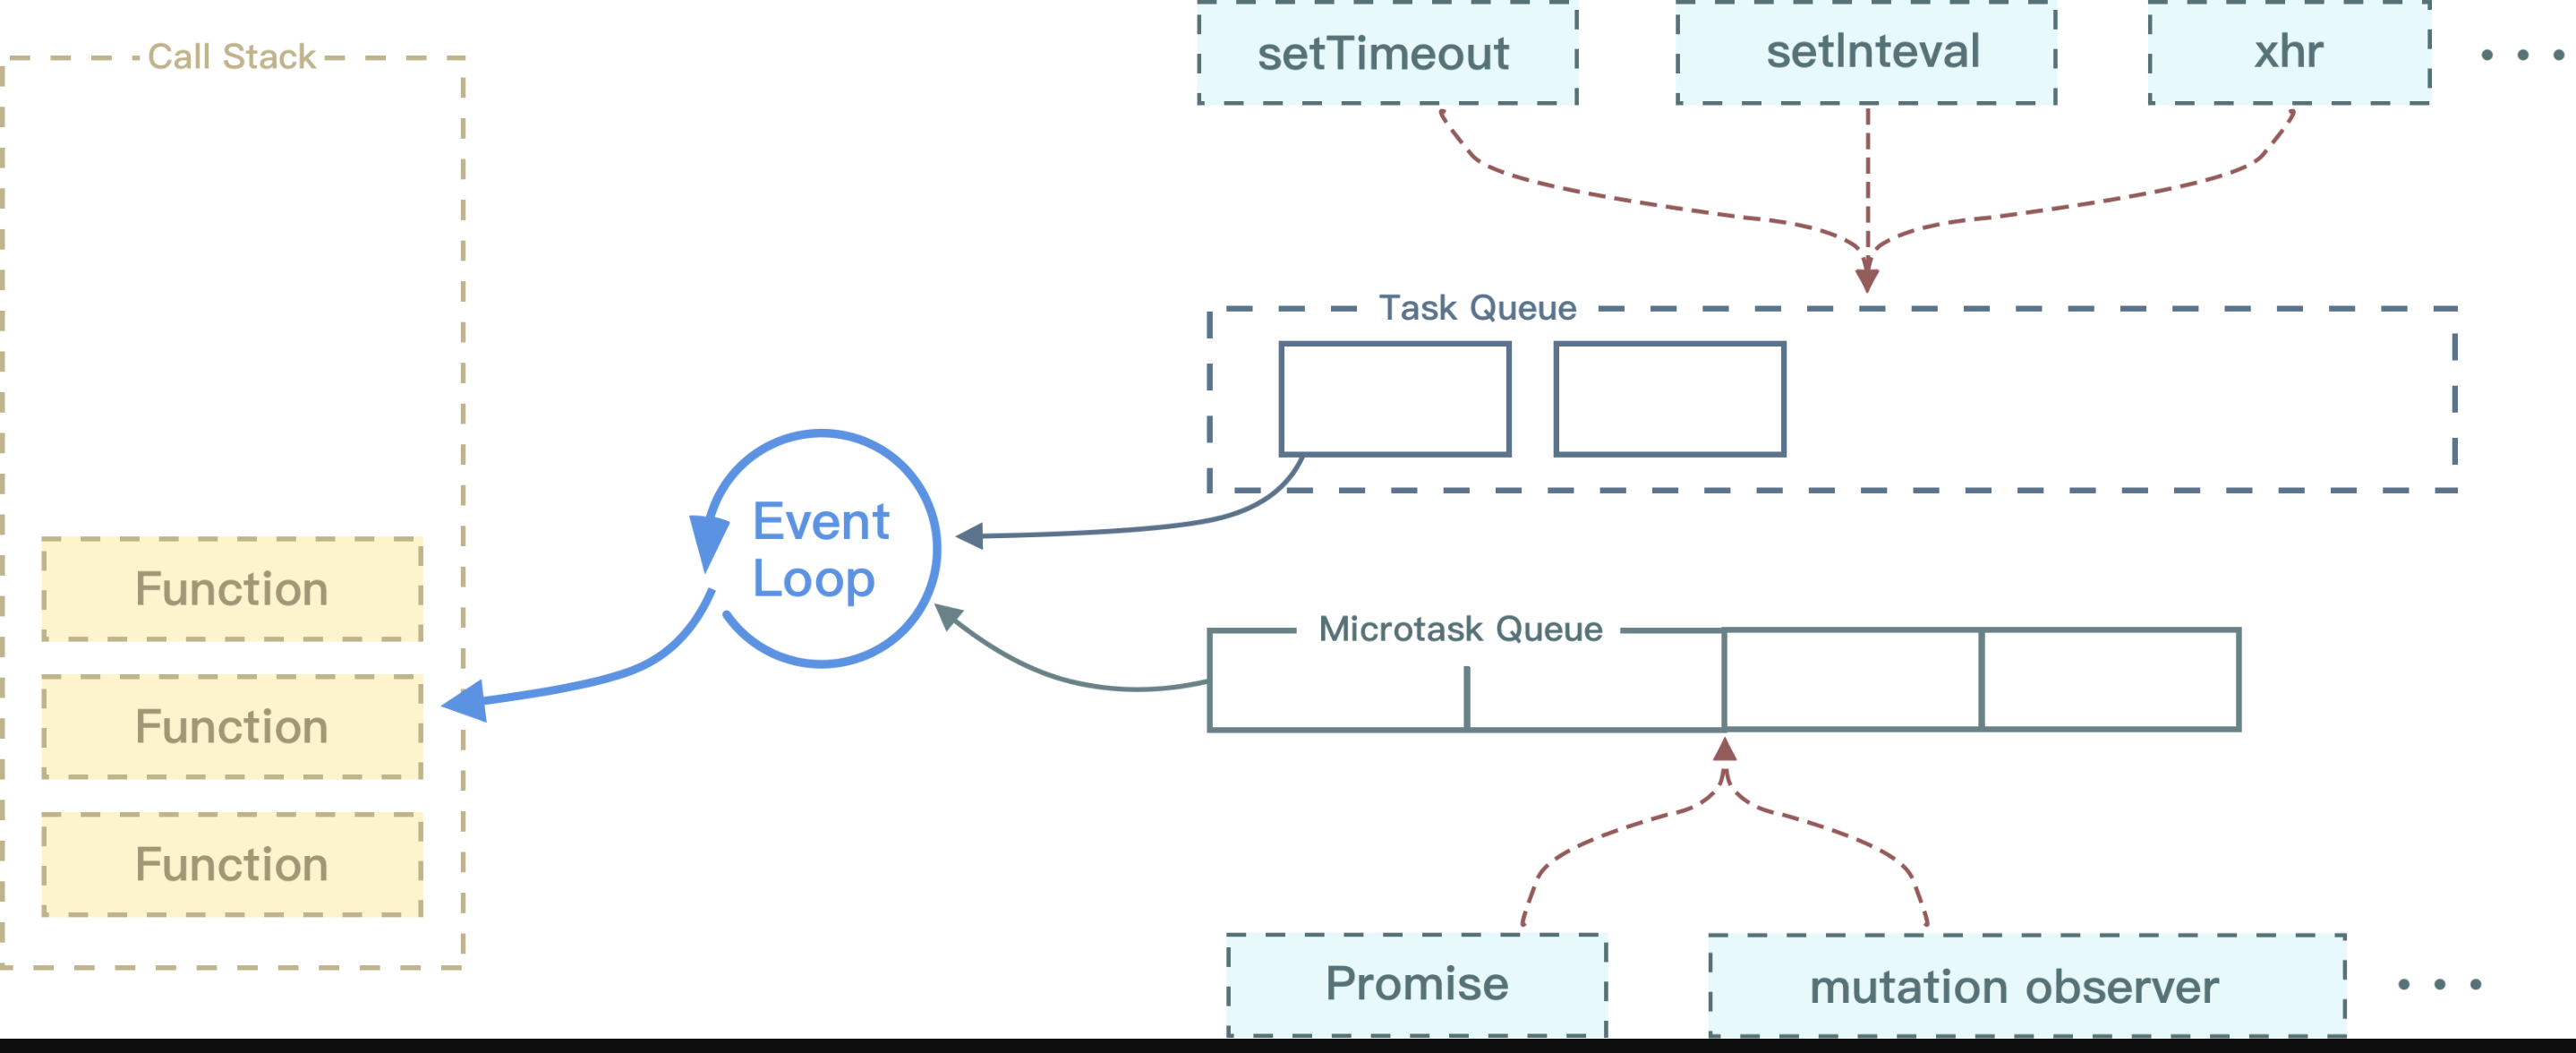 Call Stack
setTimeout
setInteval
xhr
Task Queue
Event
Loop
Function
Microtask Queue
Function
Function
Promise
mutation observer